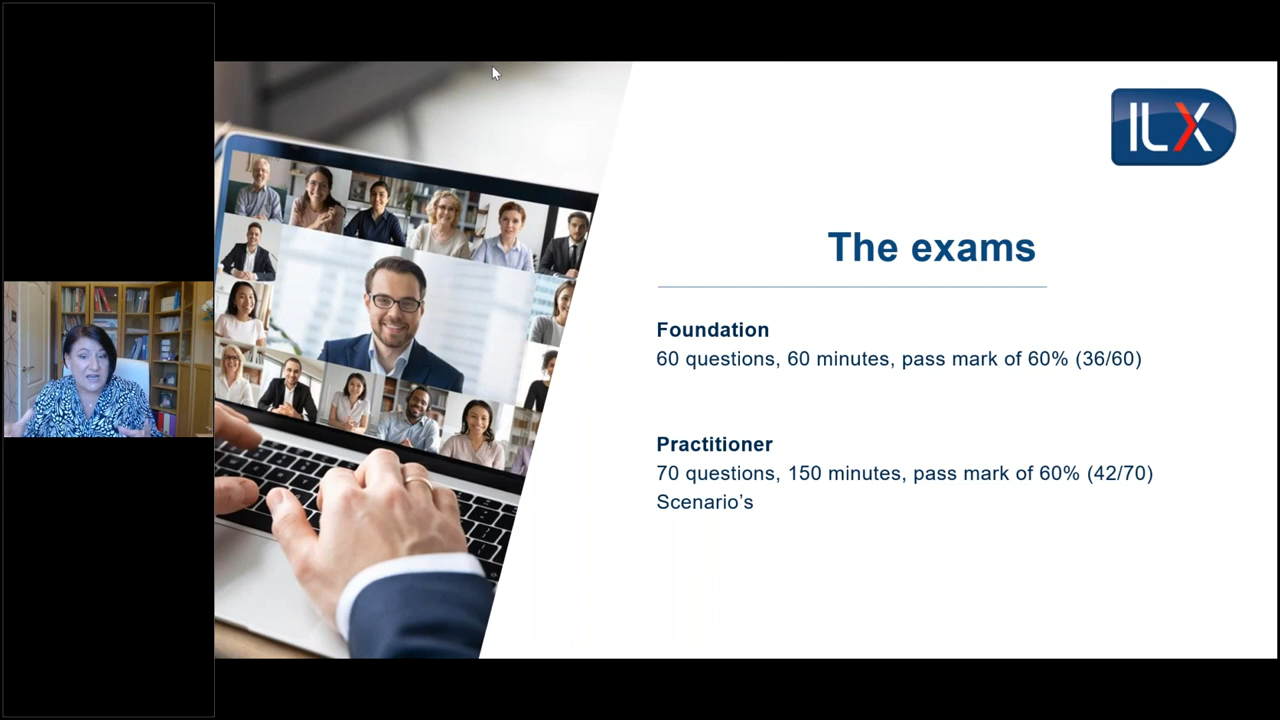 ILX
The exams
Foundation
60 questions, 60 minutes, pass mark of 60% (36/60)
Practitioner
70 questions, 150 minutes, pass mark of 60% (42/70)
Scenario's